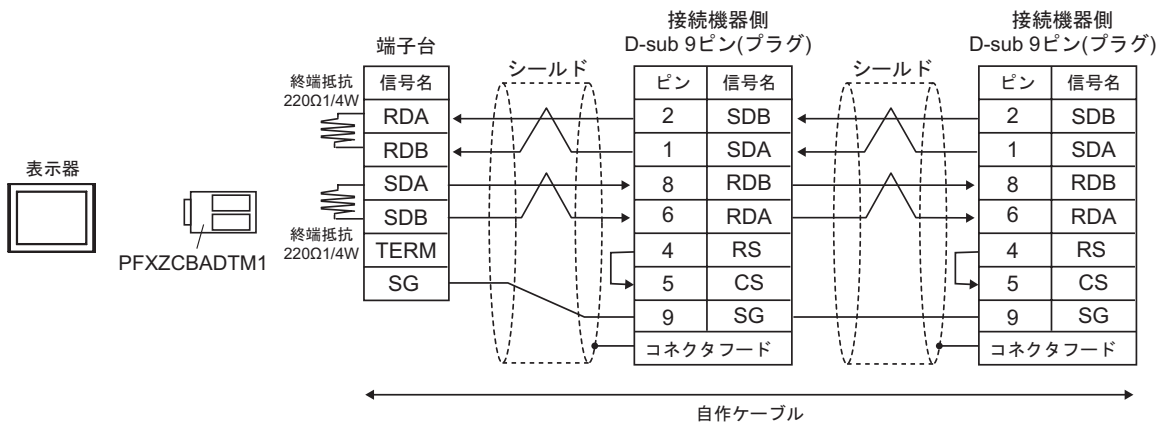 接続機器側
D-sub 9ピン(プラグ)
接続機器側
D-sub 9ピン(プラグ)
端子台
シールド
シールド
終端抵抗
220Ω1/4W
信号名
ピン 信号名
ピン 信号名
RDA
2 SDB
2 SDB
RDB
1 SDA
1 SDA
表示器
SDA
8 RDB
8 RDB
SDB
6 RDA
6 RDA
終端抵抗
220Ω1/4W
PFXZCBADTM1
TERM
4 RS
4 RS
SG
5 CS
5 CS
9 SG
9 SG
コネクタフード
コネクタフード
自作ケーブル